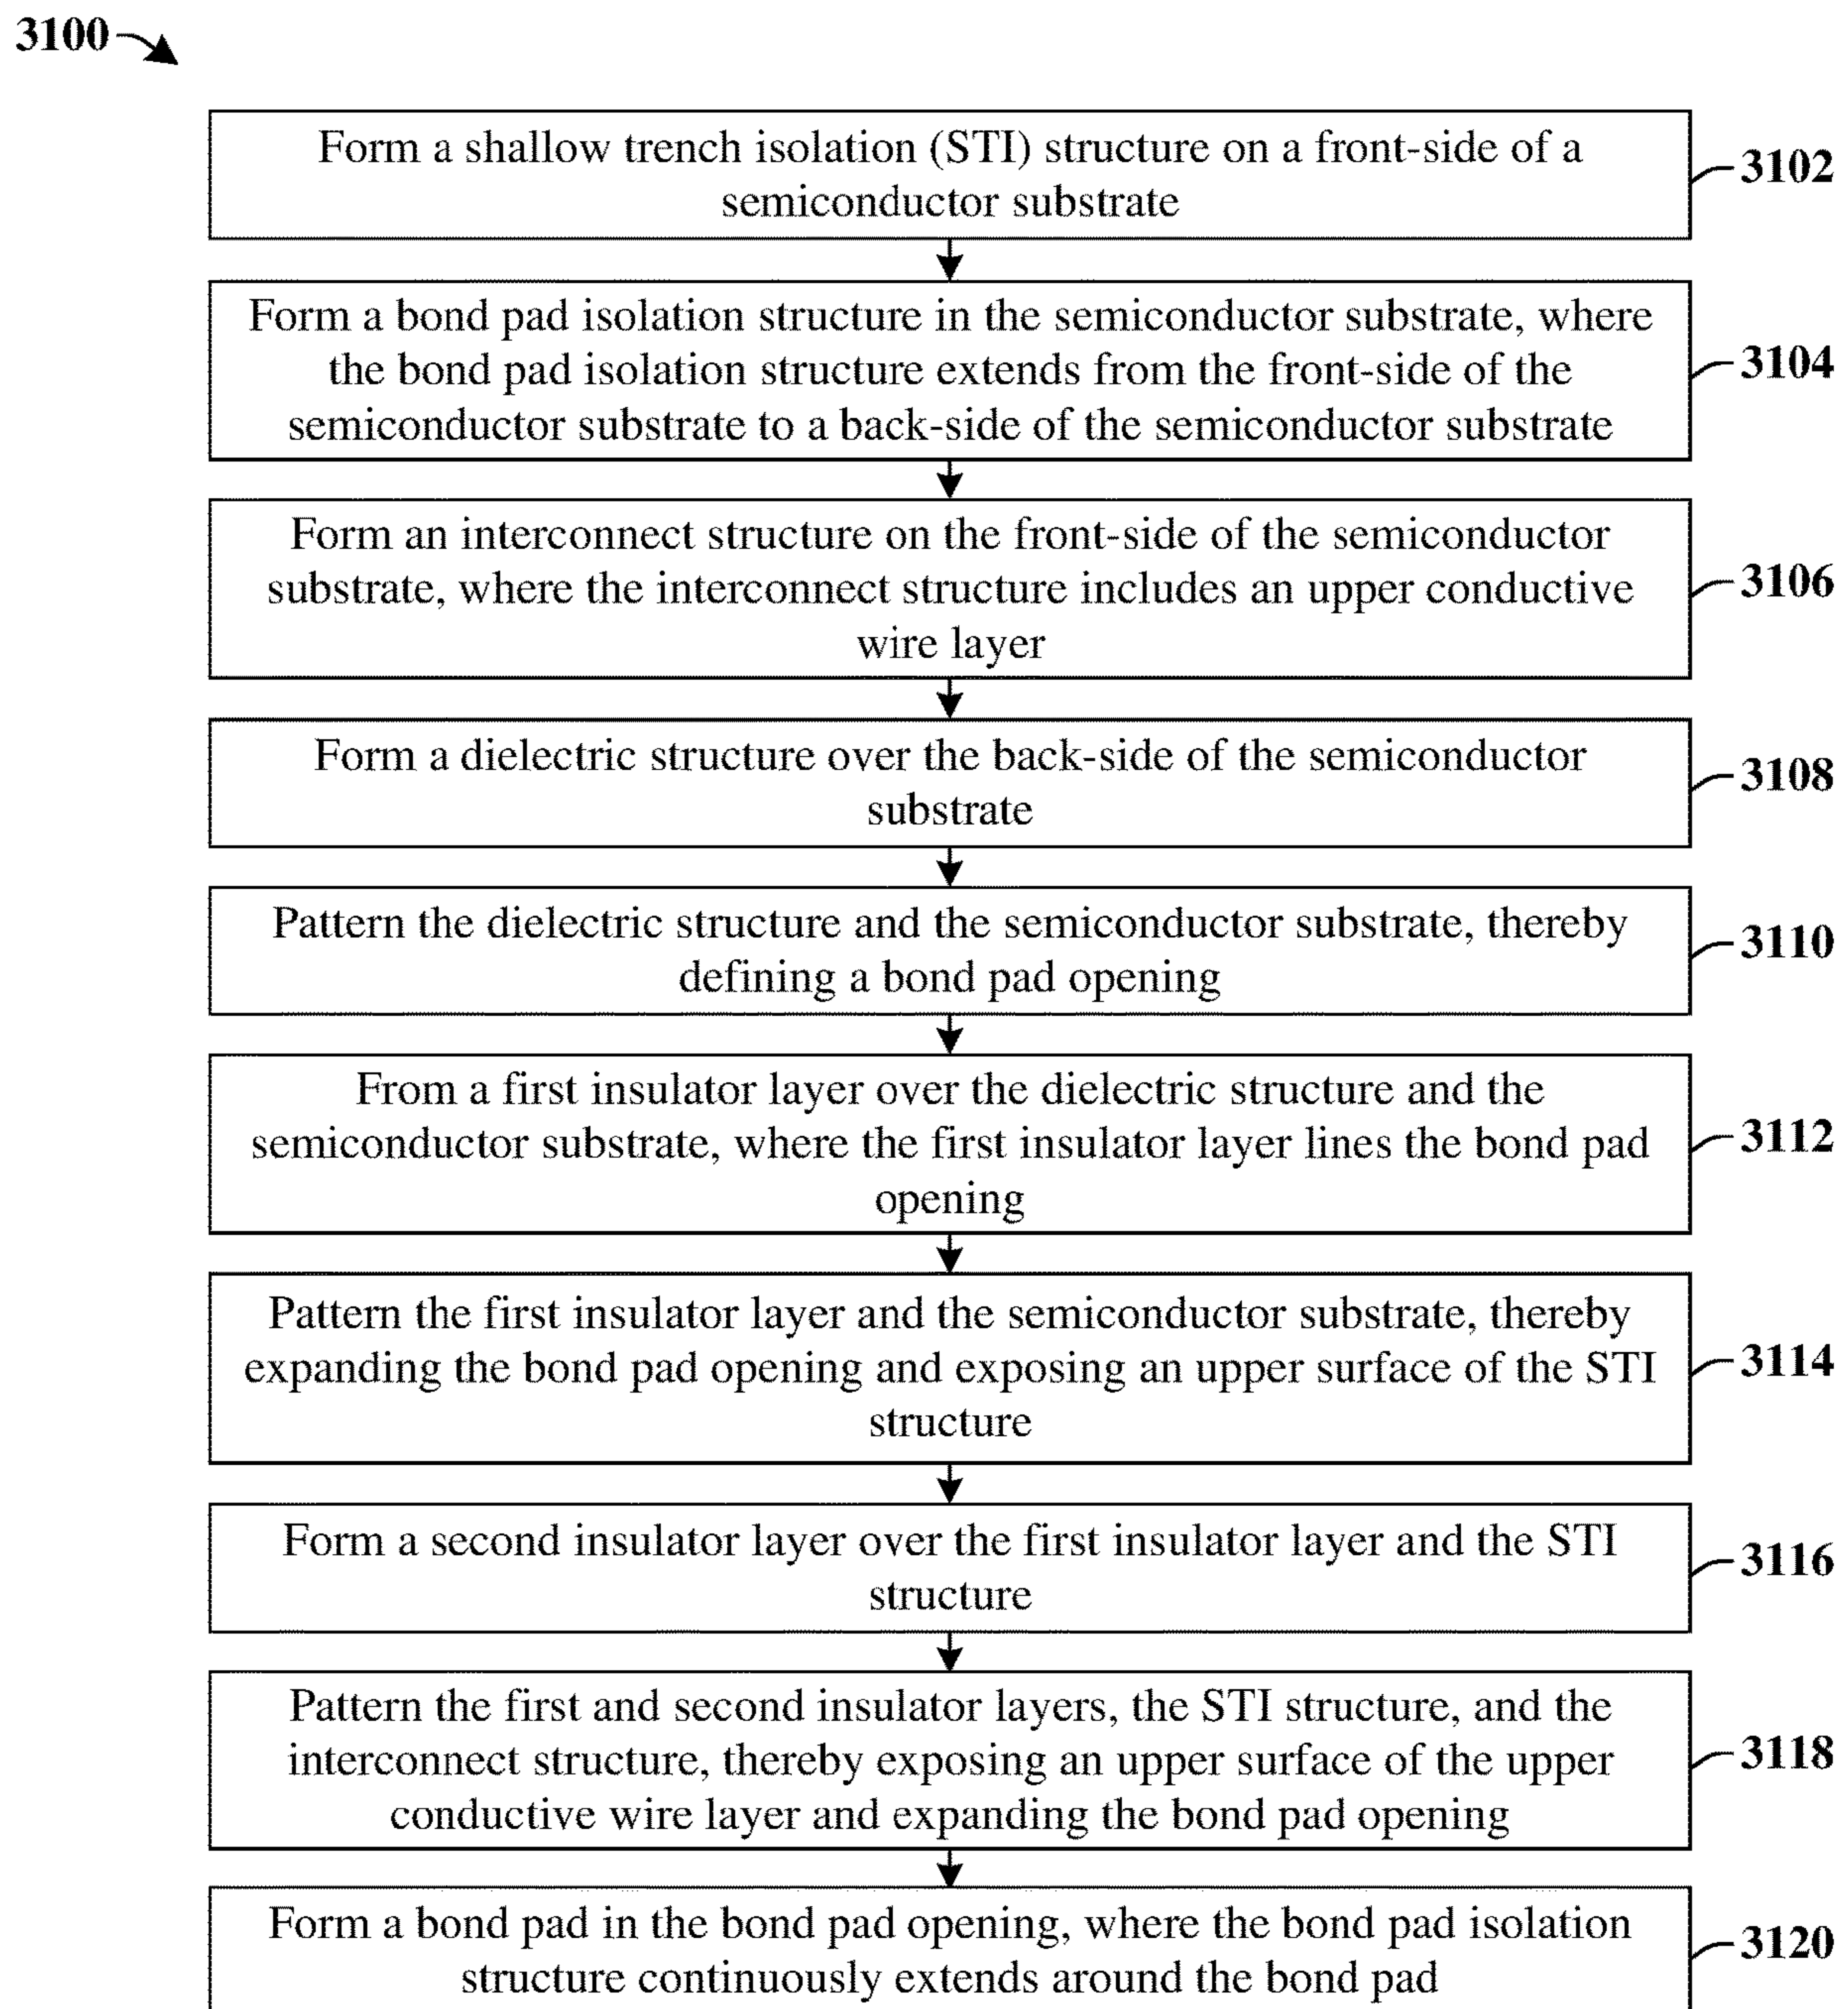 3100
Form a shallow trench isolation (STI) structure on a front-side of a
semiconductor substrate
3102
Form a bond pad isolation structure in the semiconductor substrate, where
the bond pad isolation structure extends from the front-side of the
semiconductor substrate to a back-side of the semiconductor substrate
3104
Form an interconnect structure on the front-side of the semiconductor
substrate, where the interconnect structure includes an upper conductive
wire layer
3106
Form a dielectric structure over the back-side of the semiconductor
substrate
3108
Pattern the dielectric structure and the semiconductor substrate, thereby
defining a bond pad opening
3110
From a first insulator layer over the dielectric structure and the
semiconductor substrate, where the first insulator layer lines the bond pad
opening
3112
Pattern the first insulator layer and the semiconductor substrate, thereby
expanding the bond pad opening and exposing an upper surface of the STI
structure
3114
Form a second insulator layer over the first insulator layer and the STI
structure
3116
Pattern the first and second insulator layers, the STI structure, and the
interconnect structure, thereby exposing an upper surface of the upper
conductive wire layer and expanding the bond pad opening
3118
Form a bond pad in the bond pad opening, where the bond pad isolation
structure continuously extends around the bond pad
3120